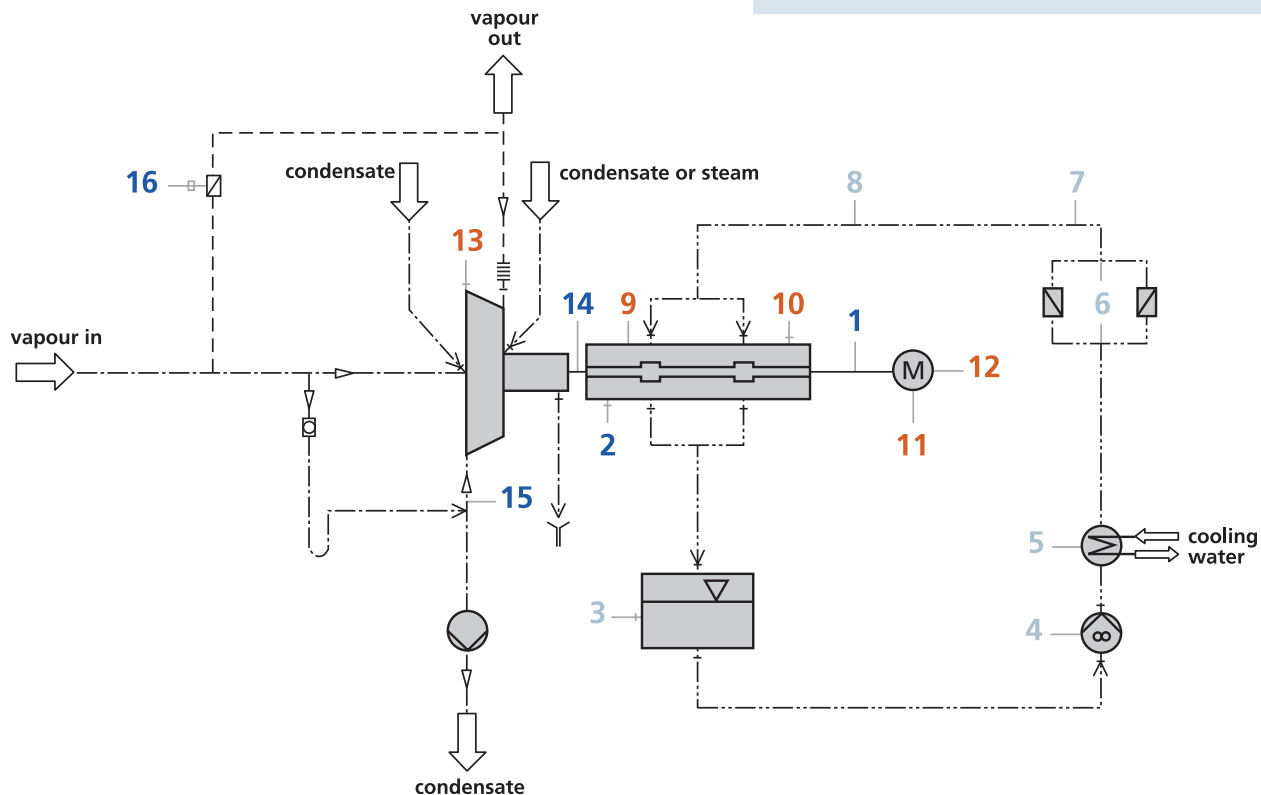 vapour
out
16
condensate
condensate or steam
8
7
13
14
9
10
1
6
vapour in
M
12
2
11
15
5
cooling
water
3
4
condensate